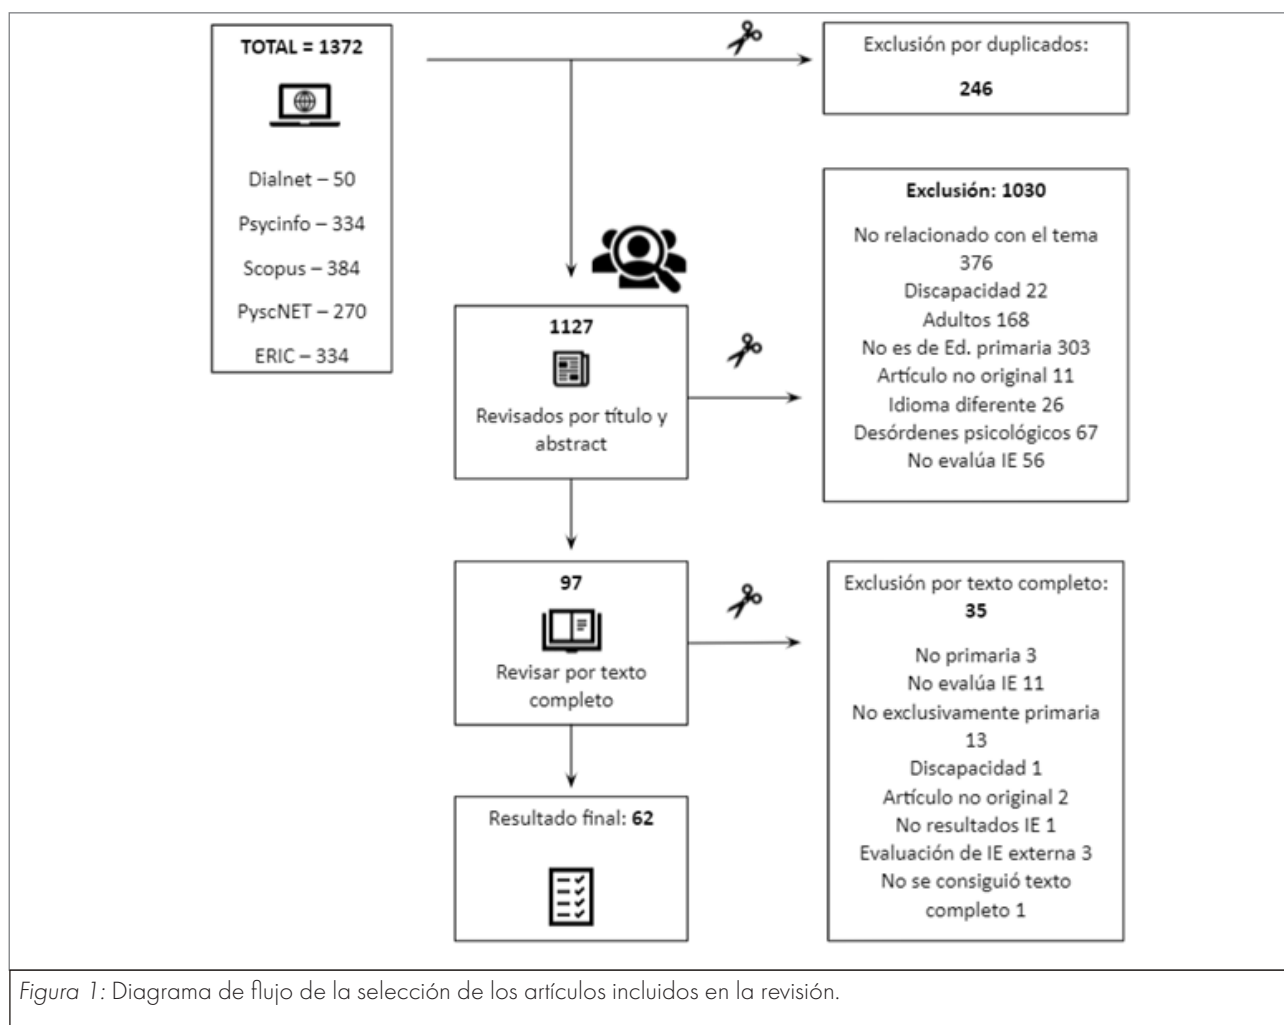 TOTAL = 1372
Dialnet – 50
Psycinfo – 334
Scopus – 384
PyscNET – 270
ERIC – 334
Exclusión por duplicados:
246
1127
Revisados por título y
abstract
Exclusión: 1030
No relacionado con el tema
376
Discapacidad 22
Adultos 168
No es de Ed. primaria 303
Artículo no original 11
Idioma diferente 26
Desórdenes psicológicos 67
No evalúa IE 56
97
Revisar por texto
completo
Exclusión por texto completo:
35
No primaria 3
No evalúa IE 11
No exclusivamente primaria
13
Discapacidad 1
Artículo no original 2
No resultados IE 1
Evaluación de IE externa 3
No se consiguió texto
completo 1
Resultado final: 62
Figura 1: Diagrama de flujo de la selección de los artículos incluidos en la revisión.